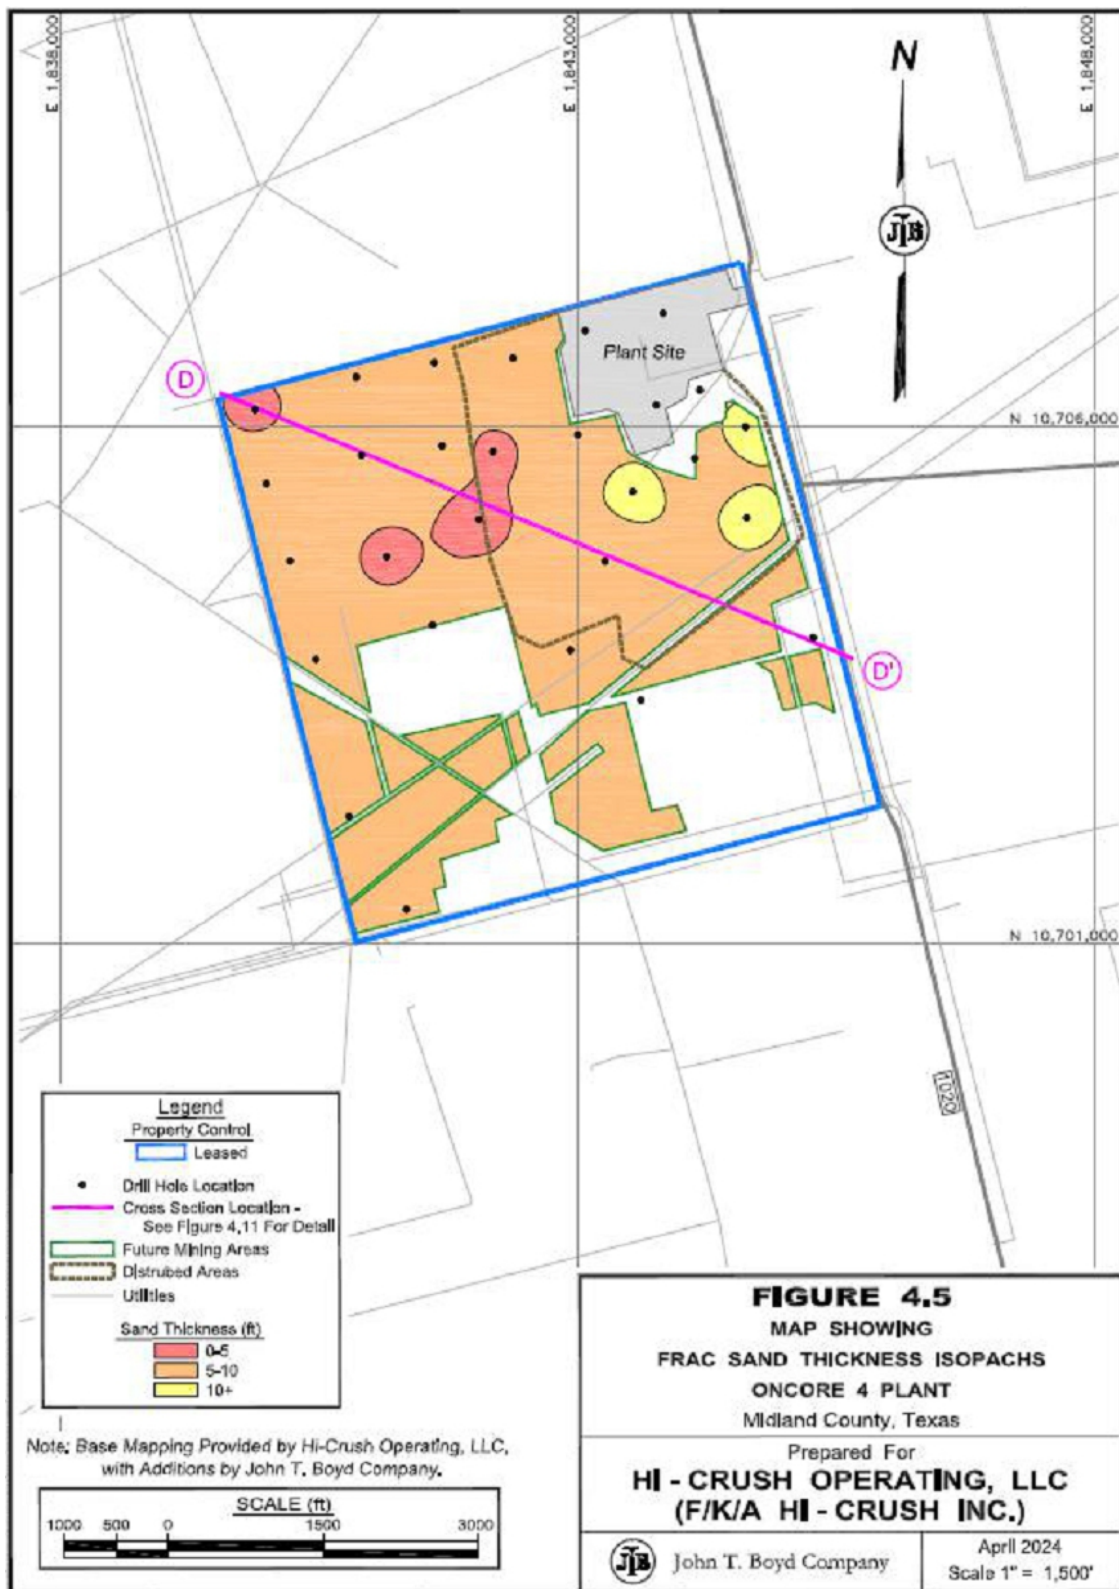 E 1,838,000
E 1,843,000
E 1,848,000
N
JTB
Plant Site
D
N 10,706,000
D'
N 10,701,000
1020
Legend
Property Control
Leased
Drill Hole Location
Cross Section Location -
See Figure 4.11 For Detail
Future Mining Areas
Distrubed Areas
Utilities
Sand Thickness (ft)
0-5
5-10
10+
Note: Base Mapping Provided by Hi-Crush Operating, LLC,
with Additions by John T. Boyd Company.
SCALE (ft)
1000 500 0 1500 3000
FIGURE 4.5
MAP SHOWING
FRAC SAND THICKNESS ISOPACHS
ONCORE 4 PLANT
Midland County, Texas
Prepared For
HI - CRUSH OPERATING, LLC
(F/K/A HI - CRUSH INC.)
JTB John T. Boyd Company
April 2024
Scale 1" = 1,500'